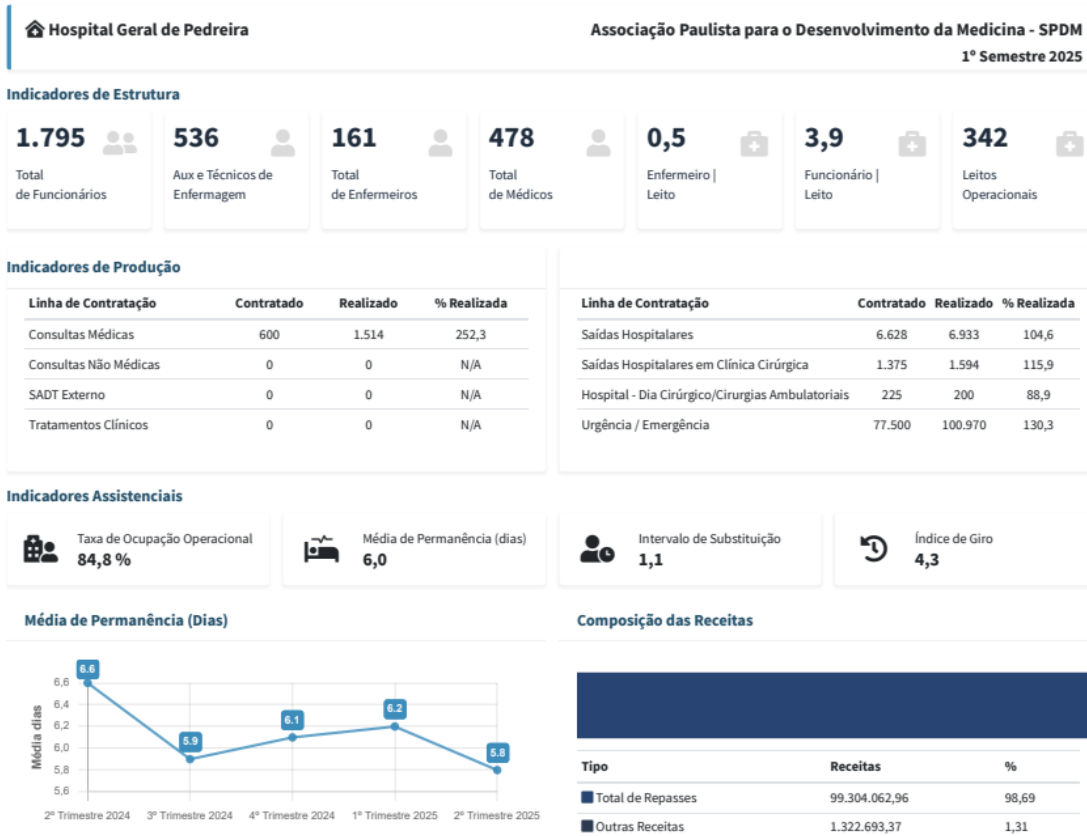 Hospital Geral de Pedreira
Associação Paulista para o Desenvolvimento da Medicina - SPDM
1º Semestre 2025
Indicadores de Estrutura
1.795
Total
de Funcionários
536
Aux e Técnicos de
Enfermagem
161
Total
de Enfermeiros
478
Total
de Médicos
0,5
Enfermeiro |
Leito
3,9
Funcionário |
Leito
342
Leitos
Operacionais
Indicadores de Produção
Linha de Contratação Contratado Realizado % Realizada
Consultas Médicas 600 1.514 252,3
Consultas Não Médicas 0 0 N/A
SADT Externo 0 0 N/A
Tratamentos Clínicos 0 0 N/A
Linha de Contratação Contratado Realizado % Realizada
Saídas Hospitalares 6.628 6.933 104,6
Saídas Hospitalares em Clínica Cirúrgica 1.375 1.594 115,9
Hospital - Dia Cirúrgico/Cirurgias Ambulatoriais 225 200 88,9
Urgência / Emergência 77.500 100.970 130,3
Indicadores Assistenciais
Taxa de Ocupação Operacional
84,8 %
Média de Permanência (dias)
6,0
Intervalo de Substituição
1,1
Índice de Giro
4,3
Média de Permanência (Dias)
Módia dias
6,6
6,4
6,2
6,0
5,8
5,6
6.6
5.9
6.1
6.2
5.8
2º Trimestre 2024 3º Trimestre 2024 4º Trimestre 2024 1º Trimestre 2025 2º Trimestre 2025
Composição das Receitas
Tipo Receitas %
Total de Repasses 99.304.062,96 98,69
Outras Receitas 1.322.693,37 1,31